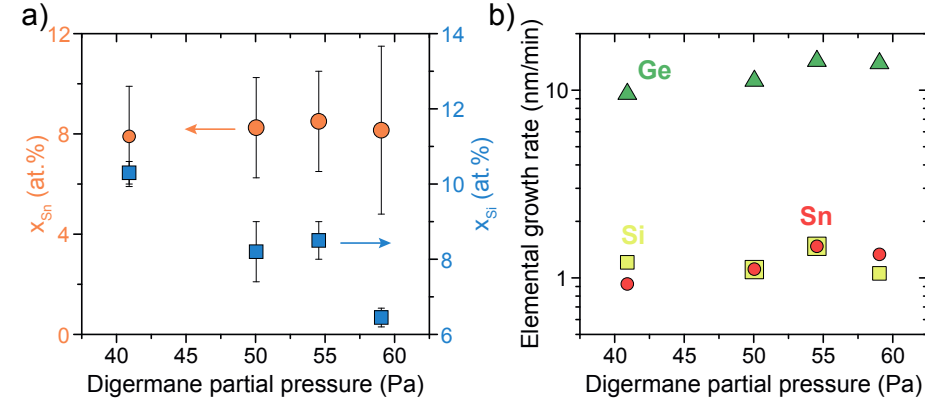 a)
12
8
4
0
x_Sn (at.%)
14
12
10
8
6
x_Si (at.%)
40 45 50 55 60
Digermane partial pressure (Pa)
b)
Elemental growth rate (nm/min)
10
1
Ge
Sn
Si
40 45 50 55 60
Digermane partial pressure (Pa)